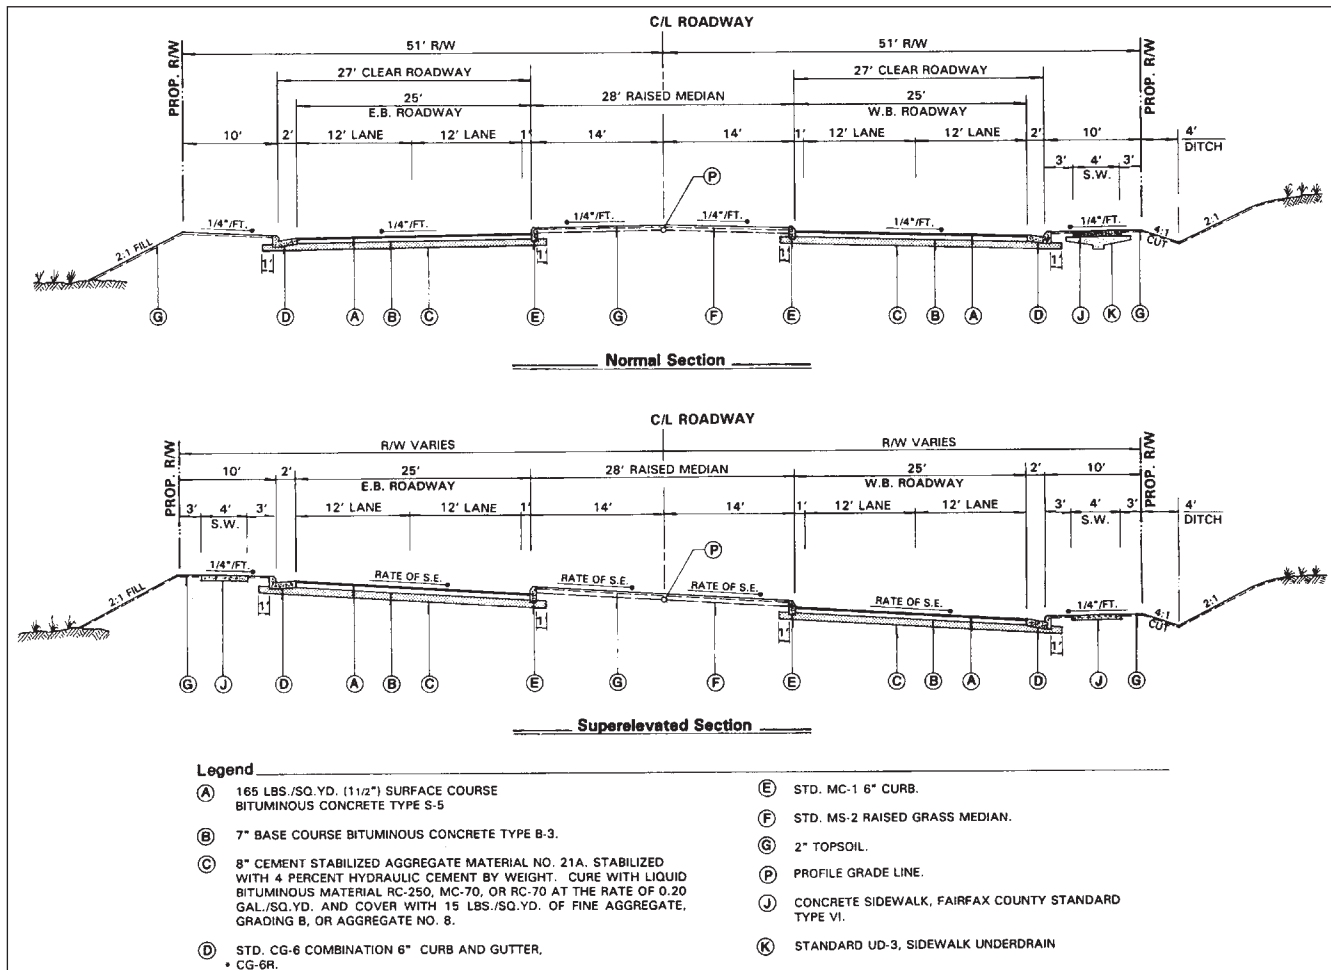 C/L ROADWAY
PROP. R/W
51' R/W
51' R/W
PROP. R/W
27' CLEAR ROADWAY
27' CLEAR ROADWAY
25'
28' RAISED MEDIAN
25'
E.B. ROADWAY
W.B. ROADWAY
10'
2'
12' LANE
12' LANE
1'
14'
14'
1'
12' LANE
12' LANE
2'
10'
4'
DITCH
3'
4'
3'
S.W.
P
1/4"/FT.
1/4"/FT.
1/4"/FT.
1/4"/FT.
1/4"/FT.
1/4"/FT.
2:1 FILL
2:1
4:1
CUT
1'
1'
1'
1'
G
D
A
B
C
E
G
F
E
C
B
A
D
J
K
G
Normal Section
C/L ROADWAY
PROP. R/W
R/W VARIES
R/W VARIES
PROP. R/W
10'
2'
25'
28' RAISED MEDIAN
25'
2'
10'
E.B. ROADWAY
W.B. ROADWAY
3'
4'
3'
12' LANE
12' LANE
1'
14'
14'
1'
12' LANE
12' LANE
3'
4'
3'
4'
S.W.
S.W.
DITCH
P
1/4"/FT.
RATE OF S.E.
RATE OF S.E.
RATE OF S.E.
RATE OF S.E.
1/4"/FT.
2:1 FILL
2:1
4:1
CUT
1'
1'
1'
1'
G
J
D
A
B
C
E
G
F
E
C
B
A
D
J
G
Superelevated Section
Legend
A 165 LBS./SQ.YD. (11/2") SURFACE COURSE
BITUMINOUS CONCRETE TYPE S-5
B 7" BASE COURSE BITUMINOUS CONCRETE TYPE B-3.
C 8" CEMENT STABILIZED AGGREGATE MATERIAL NO. 21A. STABILIZED
WITH 4 PERCENT HYDRAULIC CEMENT BY WEIGHT. CURE WITH LIQUID
BITUMINOUS MATERIAL RC-250, MC-70, OR RC-70 AT THE RATE OF 0.20
GAL./SQ.YD. AND COVER WITH 15 LBS./SQ.YD. OF FINE AGGREGATE,
GRADING B, OR AGGREGATE NO. 8.
D STD. CG-6 COMBINATION 6" CURB AND GUTTER,
• CG-6R.
E STD. MC-1 6" CURB.
F STD. MS-2 RAISED GRASS MEDIAN.
G 2" TOPSOIL.
P PROFILE GRADE LINE.
J CONCRETE SIDEWALK, FAIRFAX COUNTY STANDARD
TYPE VI.
K STANDARD UD-3, SIDEWALK UNDERDRAIN